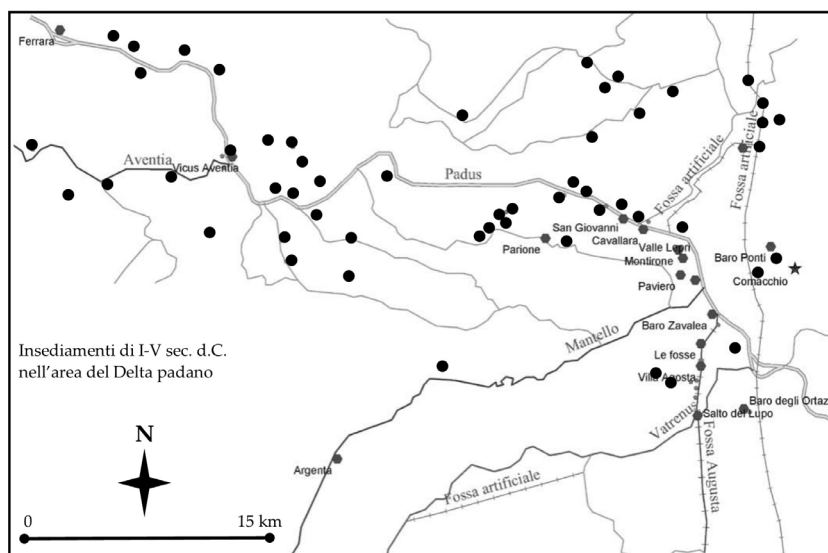 Ferrara
Aventia
Vicus Aventia
Padus
Fossa artificiale
Fossa artificiale
San Giovanni
Cavallara
Parione
Valle Lepri
Montirone
Baro Ponti
Paviero
Comacchio
Baro Zavalea
Mantello
Insediamenti di I-V sec. d.C.
nell'area del Delta padano
Le fosse
Villa Agosta
Baro degli Ortaz
Vatrenus
Salto del Lupo
N
Argenta
Fossa Augusta
Fossa artificiale
0 15 km